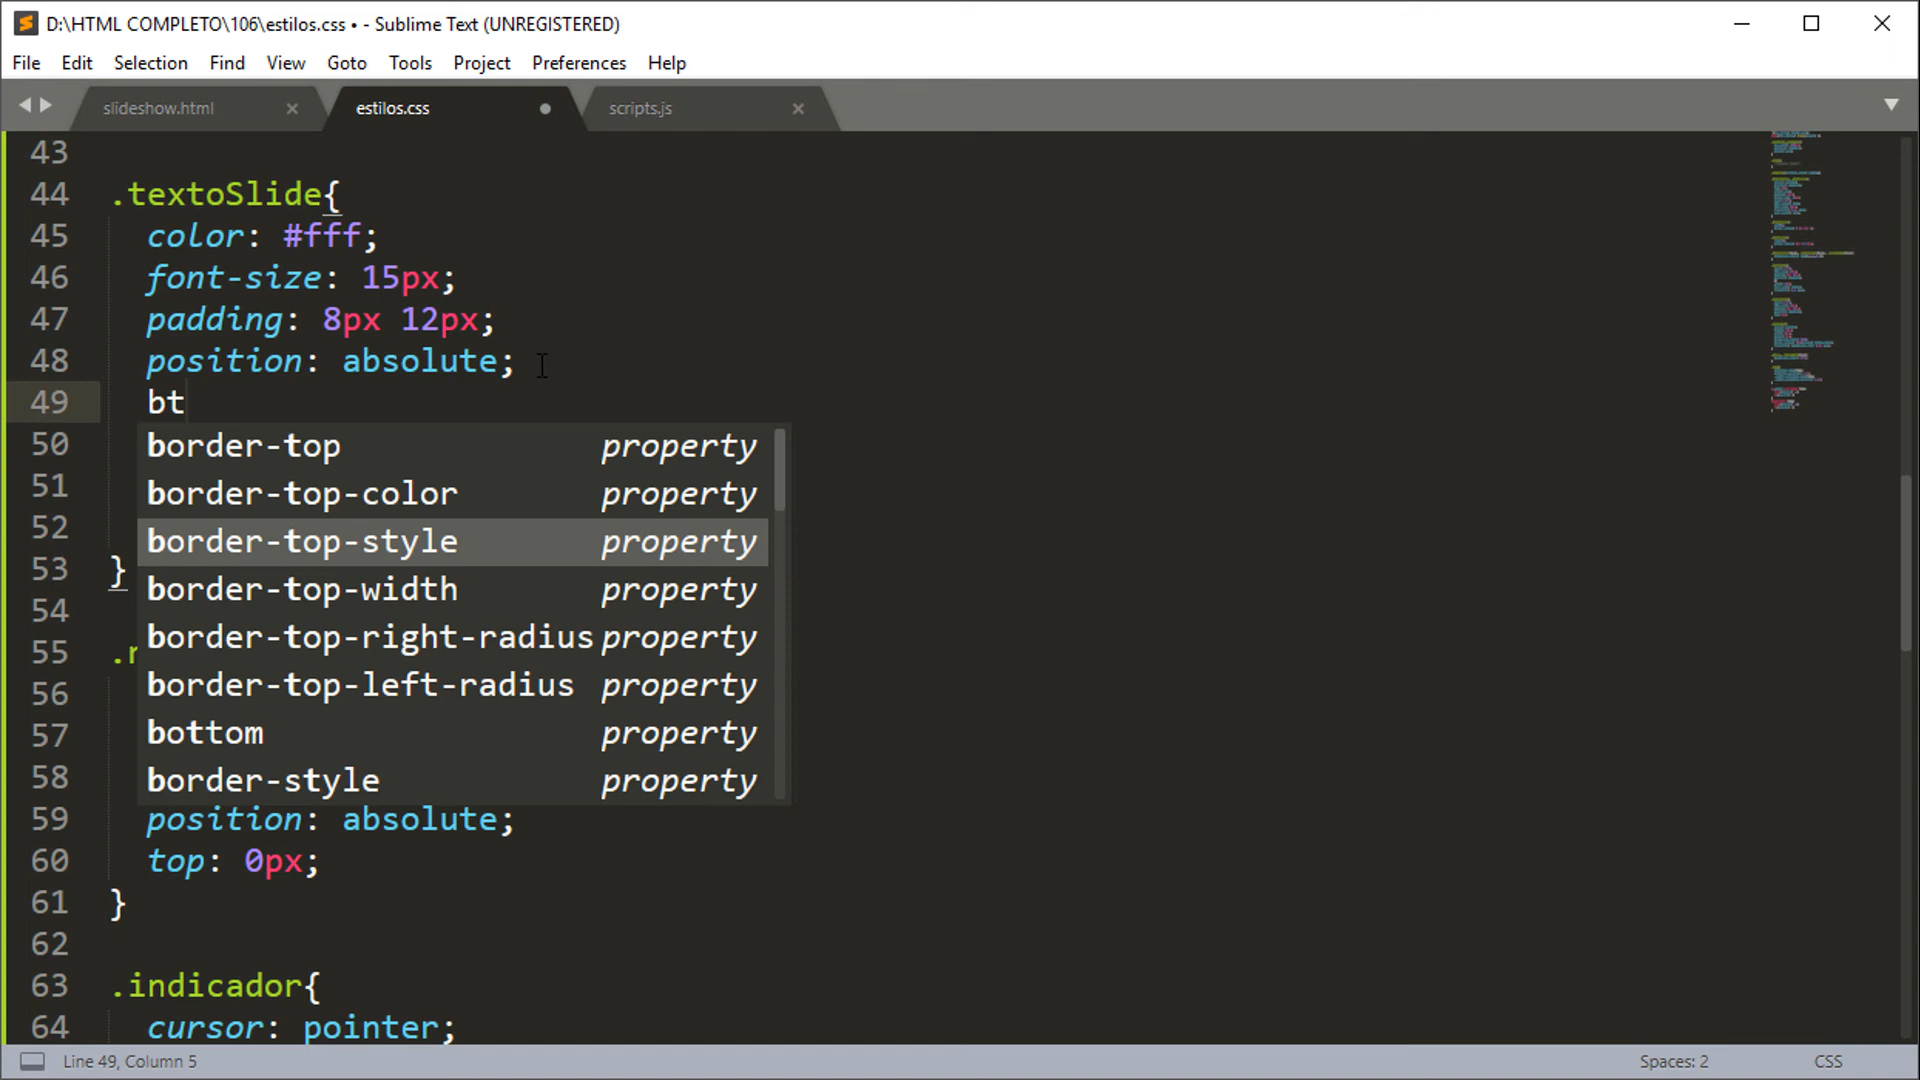 D:\HTML COMPLETO\106\estilos.css • - Sublime Text (UNREGISTERED)
File Edit Selection Find View Goto Tools Project Preferences Help
slideshow.html × estilos.css scripts.js ×
43
44 .textoSlide{
45 color: #fff;
46 font-size: 15px;
47 padding: 8px 12px;
48 position: absolute;
49 bt
50 border-top property
51 border-top-color property
52 border-top-style property
53 } border-top-width property
54 border-top-right-radius property
55 .r border-top-left-radius property
56
57 bottom property
58 border-style property
59 position: absolute;
60 top: 0px;
61 }
62
63 .indicador{
64 cursor: pointer;
Line 49, Column 5 Spaces: 2 CSS